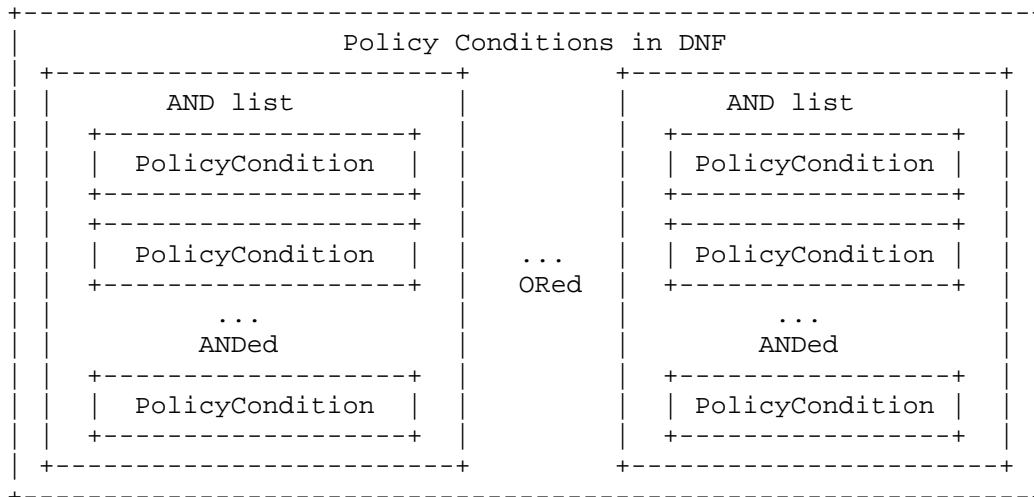 Policy Conditions in DNF
AND list AND list
PolicyCondition PolicyCondition
PolicyCondition ... PolicyCondition
ORed
... ...
ANDed ANDed
PolicyCondition PolicyCondition